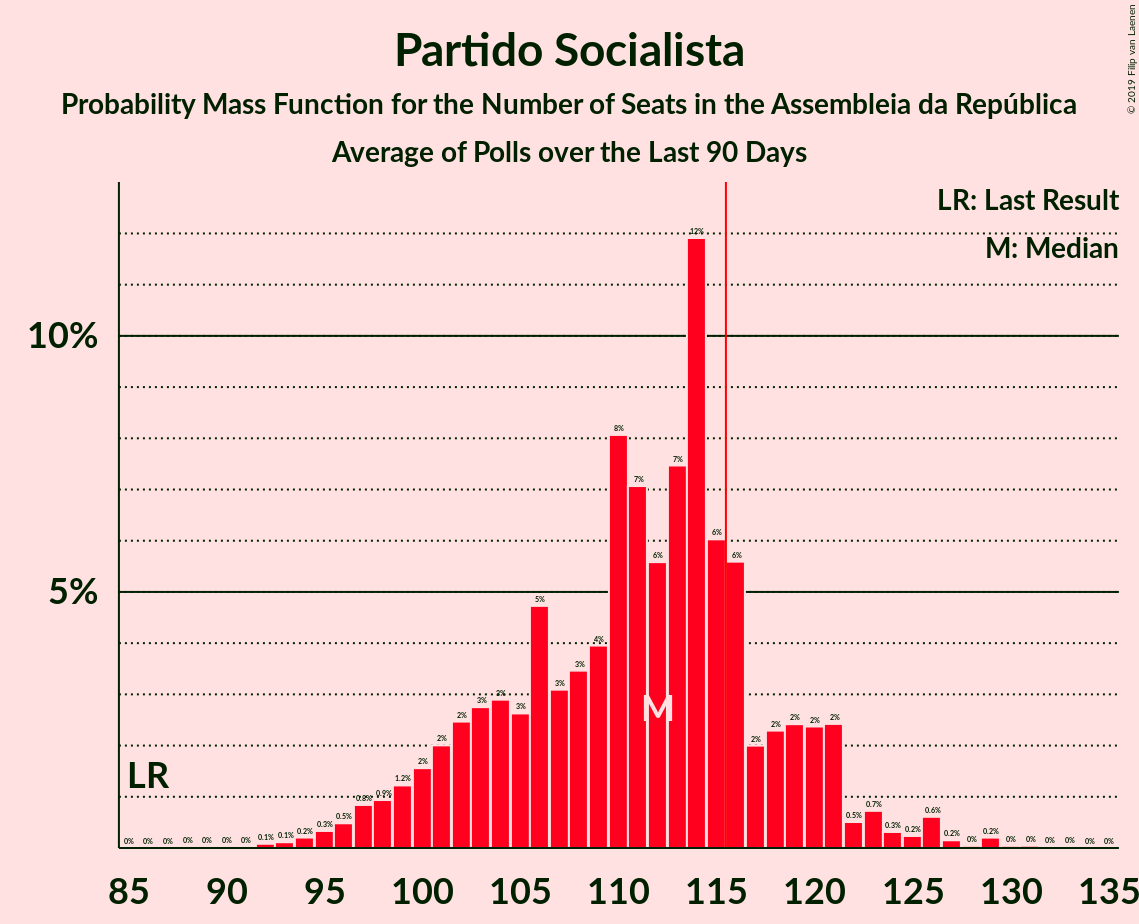 Partido Socialista
Probability Mass Function for the Number of Seats in the Assembleia da República
Average of Polls over the Last 90 Days
© 2019 Filip van Laenen
LR: Last Result
M: Median
10%
5%
LR
M
0% 0% 0% 0% 0% 0% 0% 0.1% 0.1% 0.2% 0.3% 0.5% 0.8% 0.9% 1.2% 2% 2% 2% 3% 3% 3% 5% 3% 3% 4% 8% 7% 6% 7% 12% 6% 6% 2% 2% 2% 2% 2% 0.5% 0.7% 0.3% 0.2% 0.6% 0.2% 0% 0.2% 0% 0% 0% 0% 0% 0%
85 90 95 100 105 110 115 120 125 130 135